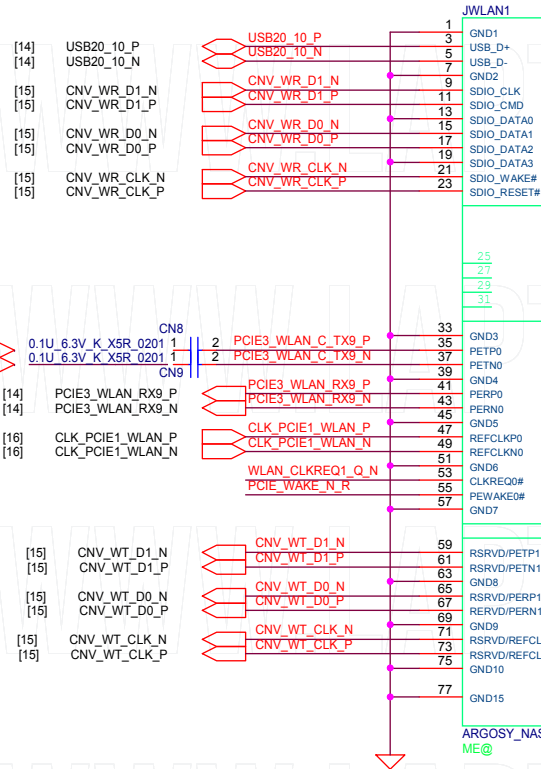 JWLAN1
1 GND1
[14] USB20_10_P USB20_10_P 3 USB_D+
[14] USB20_10_N USB20_10_N 5 USB_D-
7 GND2
[15] CNV_WR_D1_N CNV_WR_D1_N 9 SDIO_CLK
[15] CNV_WR_D1_P CNV_WR_D1_P 11 SDIO_CMD
13 SDIO_DATA0
[15] CNV_WR_D0_N CNV_WR_D0_N 15 SDIO_DATA1
[15] CNV_WR_D0_P CNV_WR_D0_P 17 SDIO_DATA2
19 SDIO_DATA3
[15] CNV_WR_CLK_N CNV_WR_CLK_N 21 SDIO_WAKE#
[15] CNV_WR_CLK_P CNV_WR_CLK_P 23 SDIO_RESET#
25
27
29
31
CN8 33 GND3
0.1U_6.3V_K_X5R_0201 1 2 PCIE3_WLAN_C_TX9_P 35 PETP0
0.1U_6.3V_K_X5R_0201 1 2 PCIE3_WLAN_C_TX9_N 37 PETN0
CN9 39 GND4
[14] PCIE3_WLAN_RX9_P PCIE3_WLAN_RX9_P 41 PERP0
[14] PCIE3_WLAN_RX9_N PCIE3_WLAN_RX9_N 43 PERN0
45 GND5
[16] CLK_PCIE1_WLAN_P CLK_PCIE1_WLAN_P 47 REFCLKP0
[16] CLK_PCIE1_WLAN_N CLK_PCIE1_WLAN_N 49 REFCLKN0
51 GND6
WLAN_CLKREQ1_Q_N 53 CLKREQ0#
PCIE_WAKE_N_R 55 PEWAKE0#
57 GND7
[15] CNV_WT_D1_N CNV_WT_D1_N 59 RSRVD/PETP1
[15] CNV_WT_D1_P CNV_WT_D1_P 61 RSRVD/PETN1
63 GND8
[15] CNV_WT_D0_N CNV_WT_D0_N 65 RSRVD/PERP1
[15] CNV_WT_D0_P CNV_WT_D0_P 67 RERVD/PERN1
69 GND9
[15] CNV_WT_CLK_N CNV_WT_CLK_N 71 RSRVD/REFCL
[15] CNV_WT_CLK_P CNV_WT_CLK_P 73 RSRVD/REFCL
75 GND10
77 GND15
ARGOSY_NAS
ME@